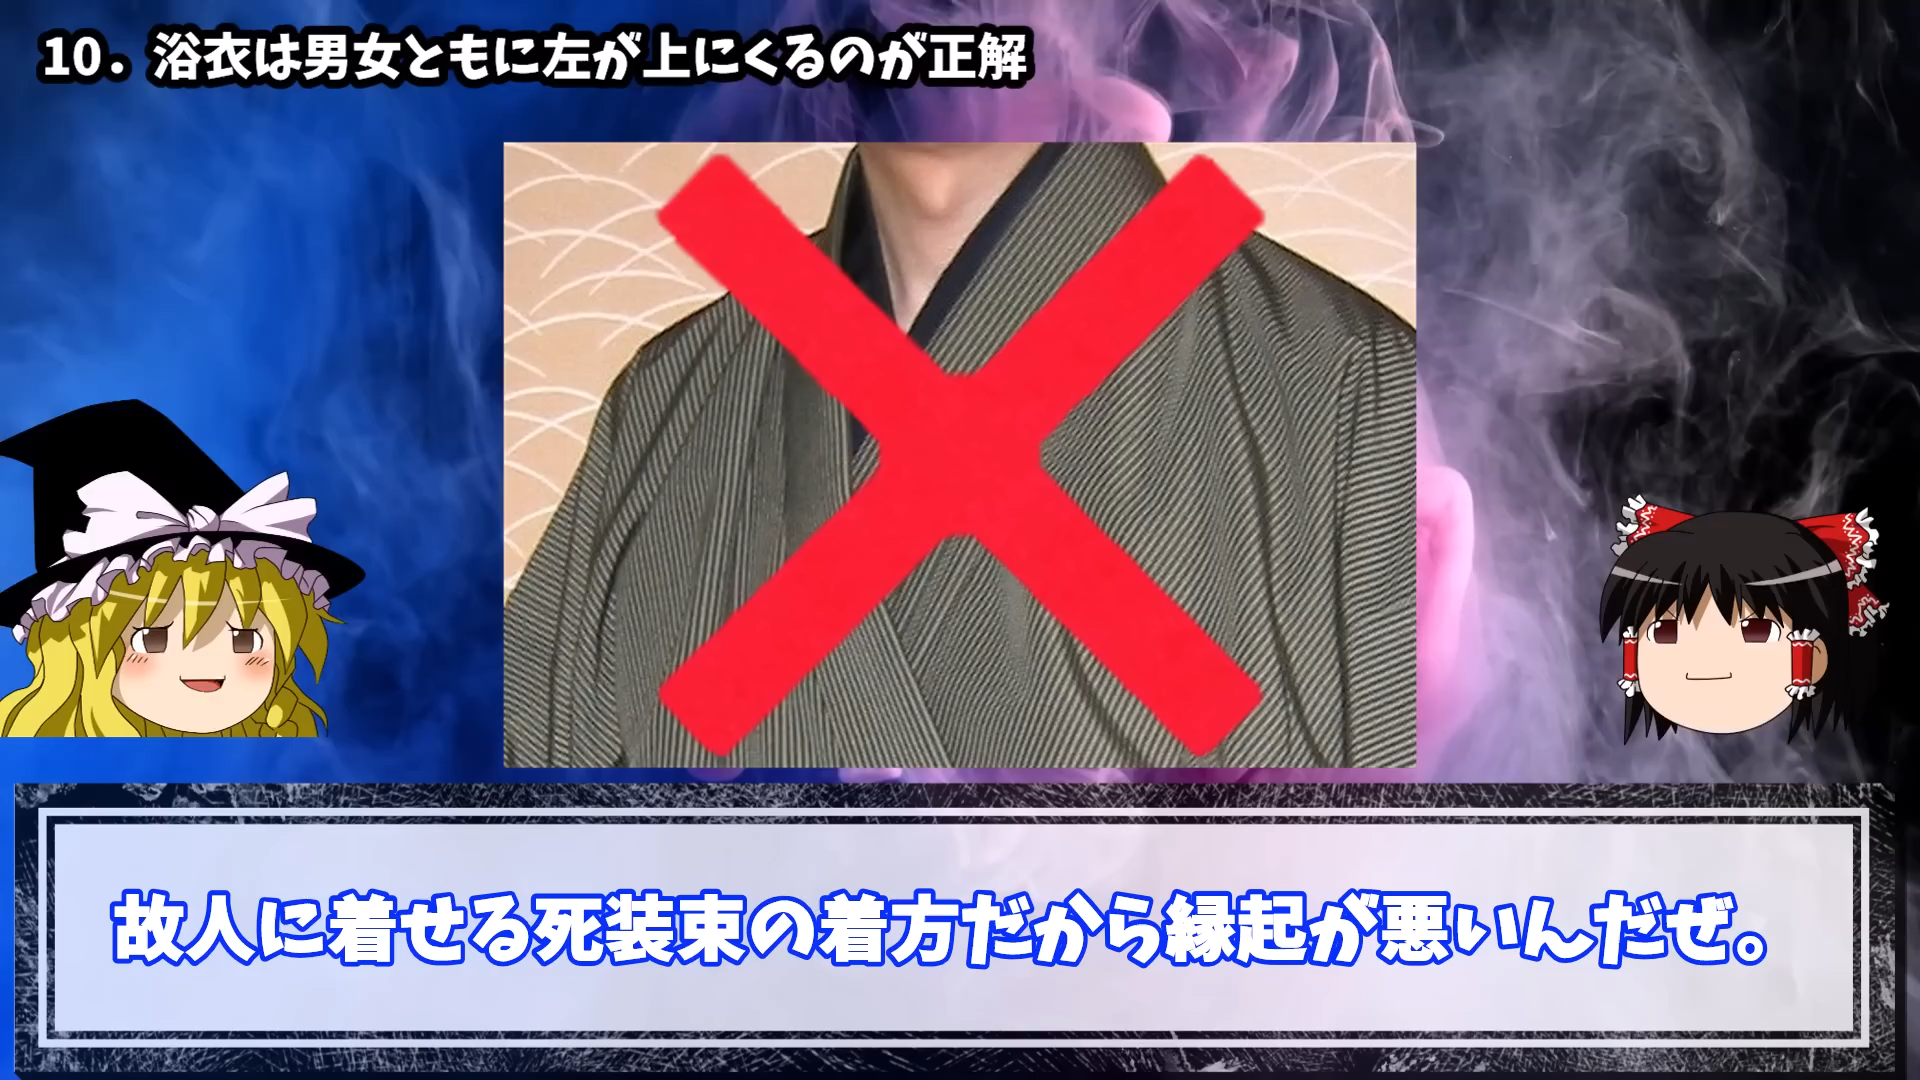 10．浴衣は男女ともに左が上にくるのが正解
故人に着せる死装束の着方だから縁起が悪いんだぜ。